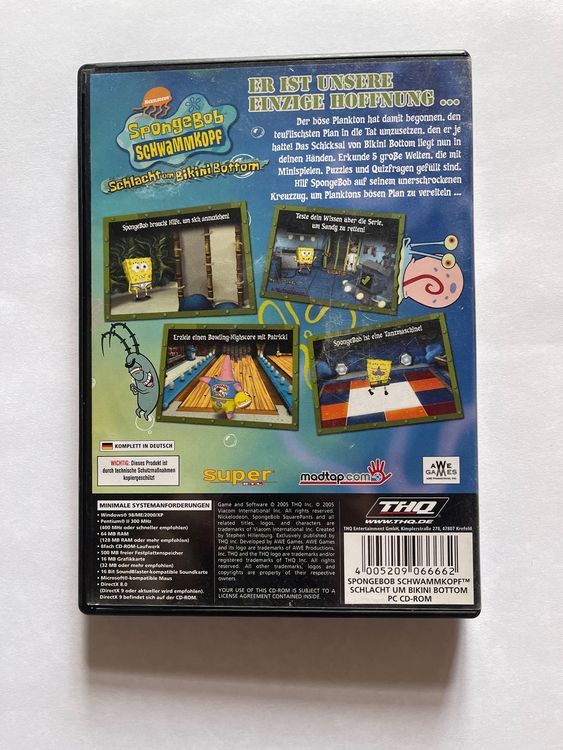 NICKELODEON
SpongeBob
SCHWAMMKOPF
Schlacht um Bikini Bottom
ER IST UNSERE
EINZIGE HOFFNUNG ...
Der böse Plankton hat damit begonnen, den
teuflischsten Plan in die Tat umzusetzen, den er je
hatte! Das Schicksal von Bikini Bottom liegt nun in
deinen Händen. Erkunde 5 große Welten, die mit
Minispielen, Puzzles und Quizfragen gefüllt sind.
Hilf SpongeBob auf seinem unerschrockenen
Kreuzzug, um Planktons bösen Plan zu vereiteln ...
SpongeBob braucht Hilfe, um sich anzuziehen!
Teste dein Wissen über die Serie,
um Sandy zu retten!
Erziele einen Bowling-Highscore mit Patrick!
SpongeBob ist eine Tanzmaschine!
KOMPLETT IN DEUTSCH
WICHTIG: Dieses Produkt ist
durch technische Schutzmaßnahmen
kopiergeschützt
super
RTL
madtap.com
AWE
GAMES
MINIMALE SYSTEMANFORDERUNGEN
• Windows® 98/ME/2000/XP
• Pentium® II 300 MHz
(400 MHz oder schneller empfohlen)
• 64 MB RAM
(128 MB RAM oder mehr empfohlen)
• 8fach CD-ROM-Laufwerk
• 500 MB freier Festplattenspeicher
• 16 MB Grafikkarte
(32 MB oder mehr empfohlen)
• 16 Bit SoundBlaster-kompatible Soundkarte
• Microsoft®-kompatible Maus
• DirectX 8.0
(DirectX 9 oder aktueller wird empfohlen).
DirectX 9 befindet sich auf der CD-ROM.
Game and Software © 2005 THQ Inc. © 2005
Viacom International Inc. All rights reserved.
Nickelodeon, SpongeBob SquarePants and all
related titles, logos, and characters are
trademarks of Viacom International Inc. Created
by Stephen Hillenburg. Exclusively published by
THQ Inc. Developed by AWE Games. AWE Games
and its logo are trademarks of AWE Productions,
Inc. THQ and the THQ logo are trademarks and/or
registered trademarks of THQ Inc. All rights
reserved. All other trademarks, logos and
copyrights are property of their respective
owners.
YOUR USE OF THIS CD-ROM IS SUBJECT TO A
LICENSE AGREEMENT CONTAINED INSIDE.
THQ
WWW.THQ.DE
THQ Entertainment GmbH, Kimplerstraße 278, 47807 Krefeld
4 005209 066662
SPONGEBOB SCHWAMMKOPF™
SCHLACHT UM BIKINI BOTTOM
PC CD-ROM